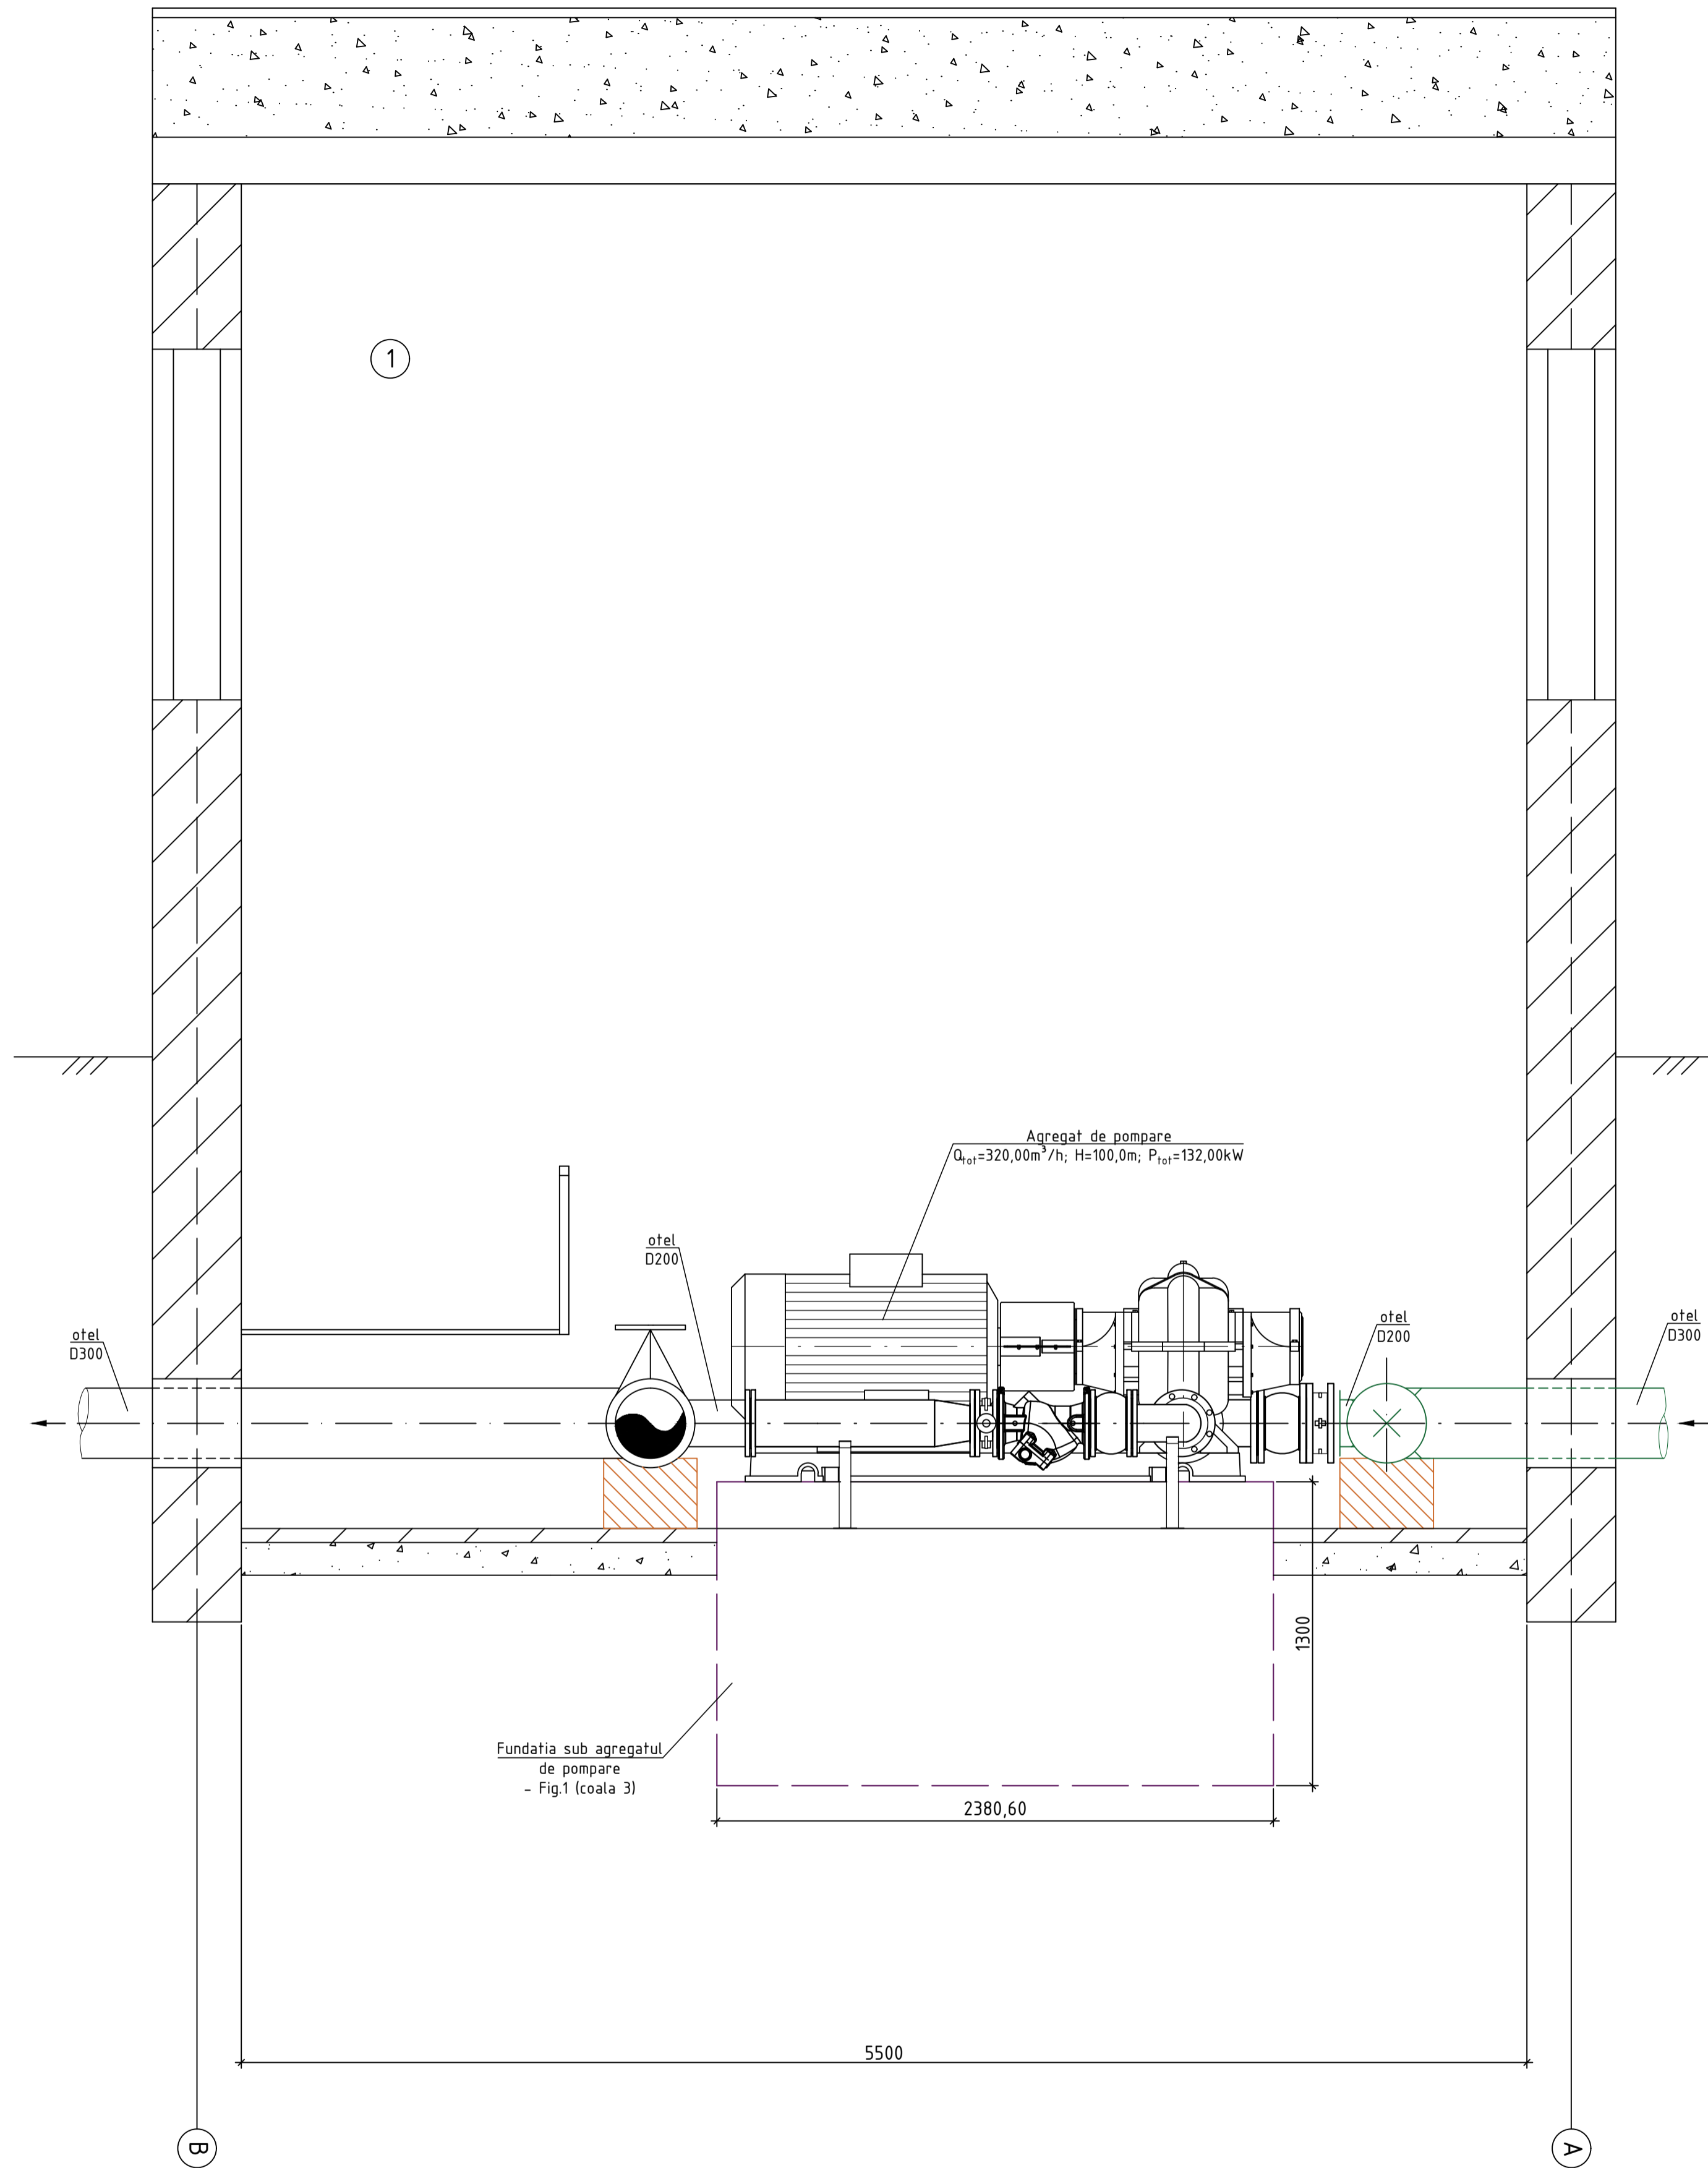 1
Agregat de pompare
Qtot=320,00m³/h; H=100,0m; Ptot=132,00kW
otel
D200
otel
D300
otel
D200
otel
D300
1300
Fundatia sub agregatul
de pompare
- Fig.1 (coala 3)
2380,60
5500
B
A